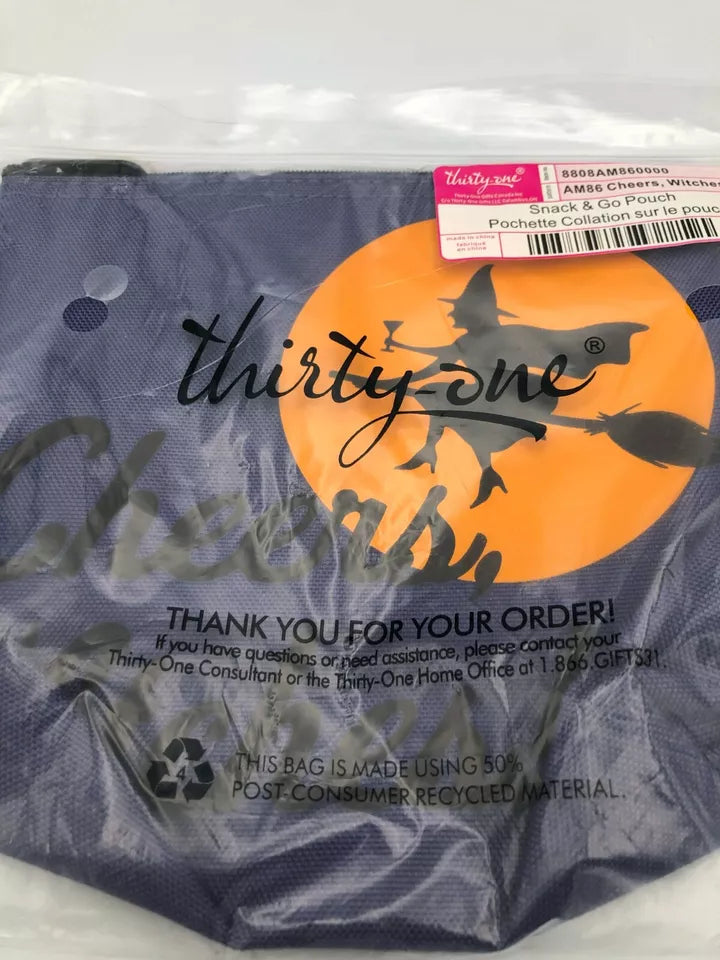 thirty-one®
8808AM860000
AM86 Cheers, Witche
Snack & Go Pouch
Pochette Collation sur le pouc
made in china
fabriqué
en chine
thirty-one®
Cheers,
THANK YOU FOR YOUR ORDER!
If you have questions or need assistance, please contact your
Thirty-One Consultant or the Thirty-One Home Office at 1.866.GIFTS31.
4
THIS BAG IS MADE USING 50%
POST-CONSUMER RECYCLED MATERIAL.